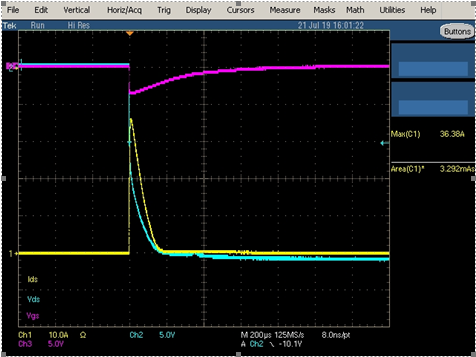 File Edit Vertical Horiz/Acq Trig Display Cursors Measure Masks Math Utilities Help
Tek Run Hi Res 21 Jul 19 16:01:22 Buttons
Max(C1) 36.38A
Area(C1)* 3.292mAs
1
Ids
Vds
Vgs
Ch1 10.0A Ω Ch2 5.0V M 200µs 125MS/s 8.0ns/pt
Ch3 5.0V A Ch2 -10.1V